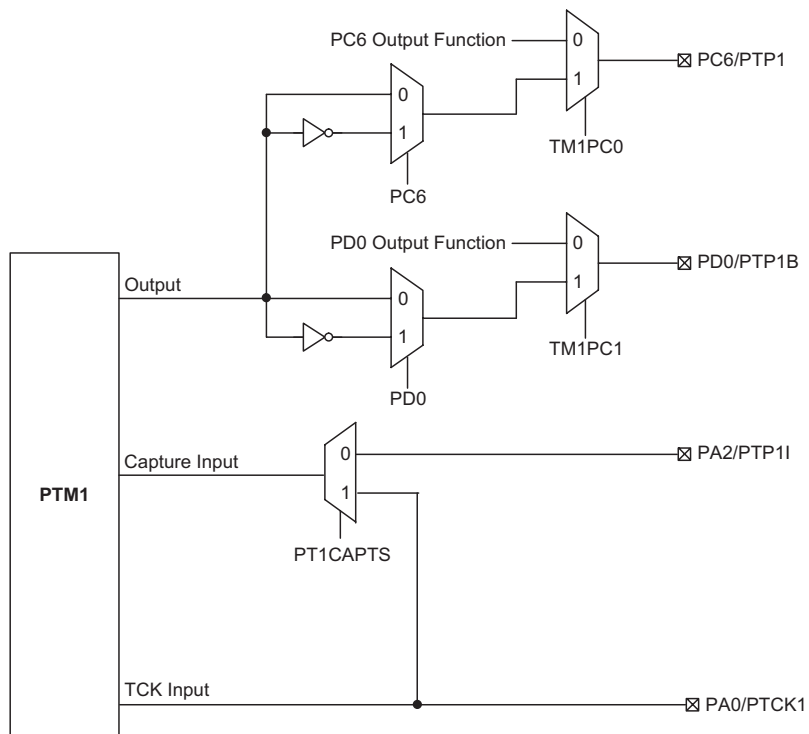 PC6 Output Function
0
1
PC6/PTP1
TM1PC0
0
1
PC6
PD0 Output Function
0
1
PD0/PTP1B
TM1PC1
Output
0
1
PD0
PTM1
Capture Input
0
1
PA2/PTP1I
PT1CAPTS
TCK Input
PA0/PTCK1